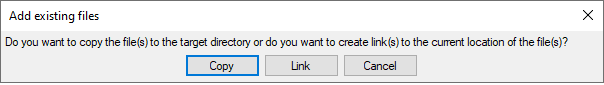 Add existing files
Do you want to copy the file(s) to the target directory or do you want to create link(s) to the current location of the file(s)?
Copy
Link
Cancel